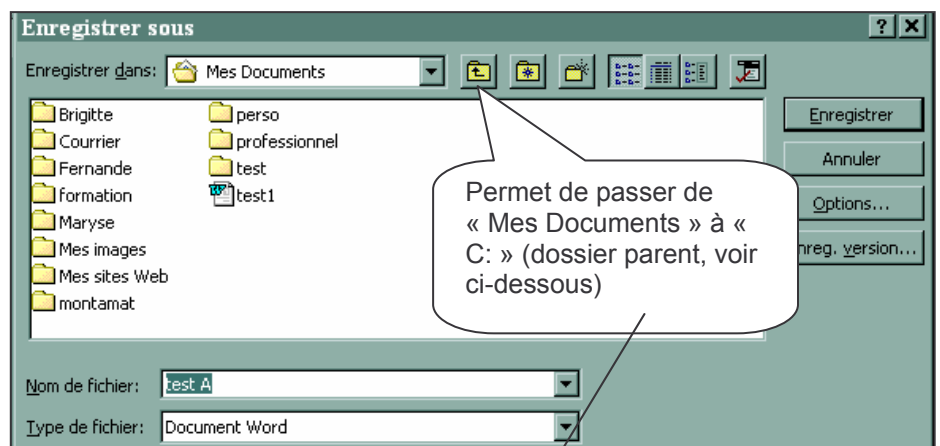 Enregistrer sous
Enregistrer dans: Mes Documents
Brigitte
Courrier
Fernande
formation
Maryse
Mes images
Mes sites Web
montamat
perso
professionnel
test
test1
Enregistrer
Annuler
Options...
nreg. version...
Permet de passer de
« Mes Documents » à «
C: » (dossier parent, voir
ci-dessous)
Nom de fichier: test A
Type de fichier: Document Word